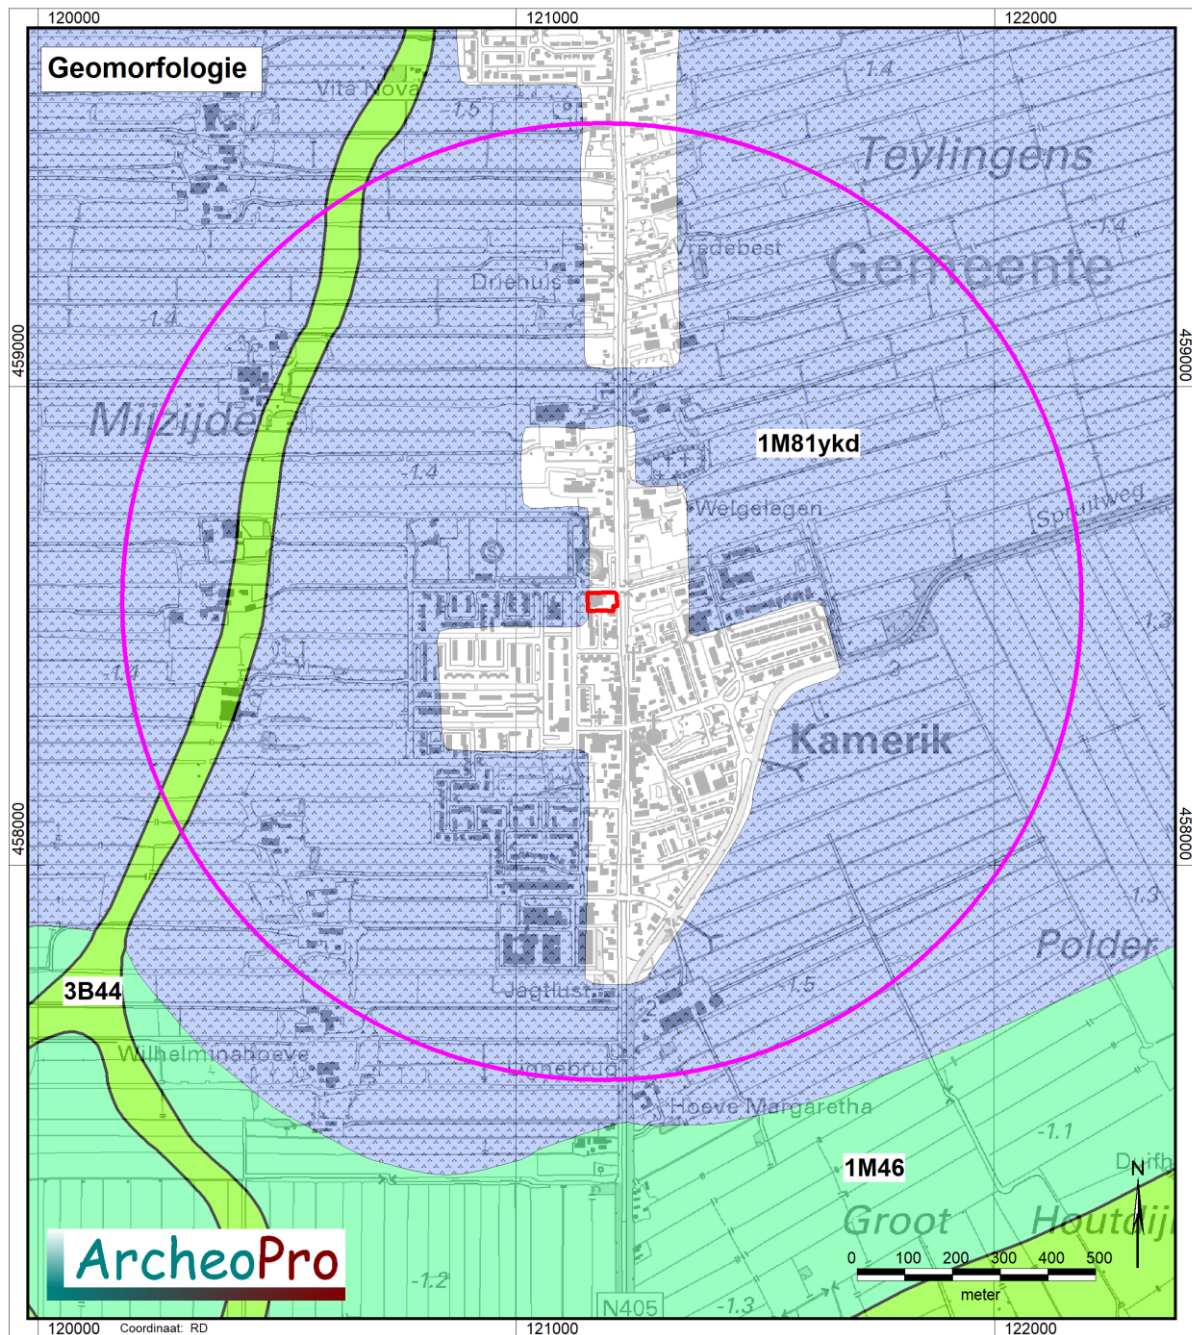 120000
121000
122000
Geomorfologie
Vita Nova
1.5
1.4
Teylingens
-1.4
Vredebest
Gemeente
Driehuis
-1.4
459000
459000
Mijzijde
1M81ykd
1.4
Welgelegen
Spruitweg
-1.3
Kamerik
458000
458000
1.3
Polder
3B44
-1.5
Jagtlust
2
Wilhelminahoeve
Hoeve Margaretha
-1.1
1M46
N
Groot
ArcheoPro
-1.2
N405
-1.3
0 100 200 300 400 500
meter
120000
Coordinaat: RD
121000
122000